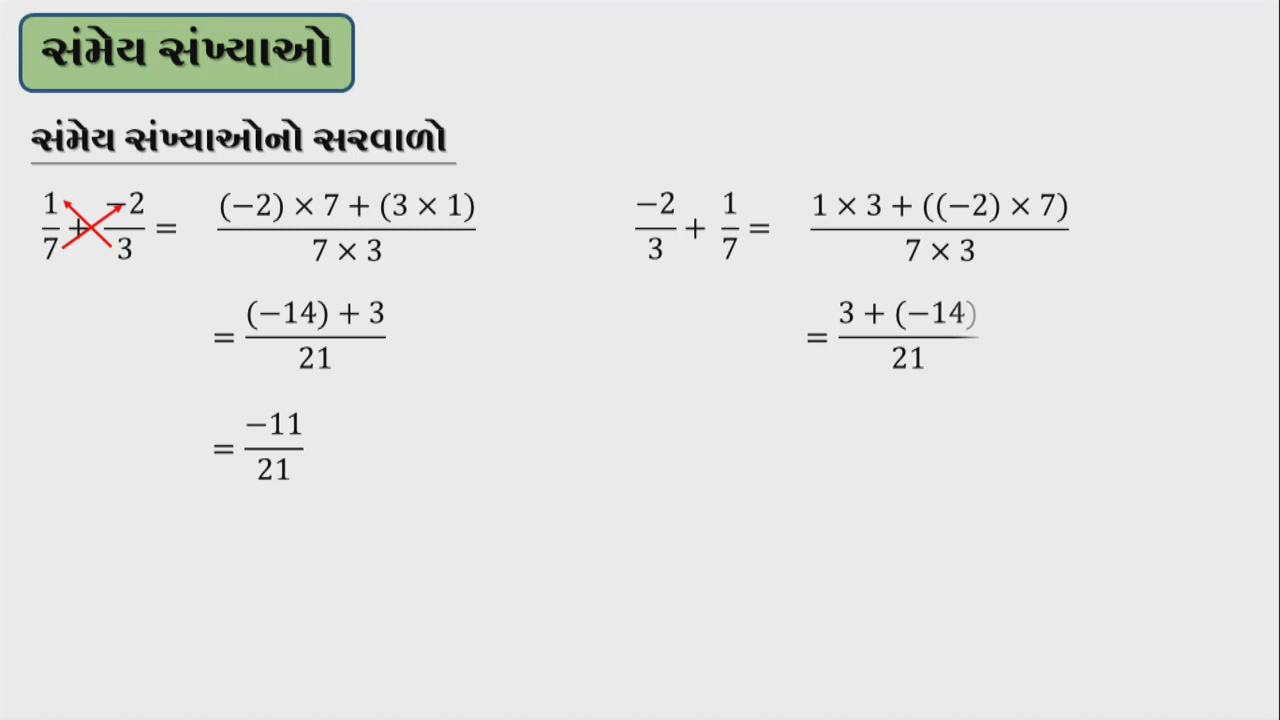 સંમેય સંખ્યાઓ
સંમેય સંખ્યાઓનો સરવાળો
1/7 + −2/3 = ((−2) × 7 + (3 × 1))/(7 × 3)
= ((−14) + 3)/21
= −11/21
−2/3 + 1/7 = (1 × 3 + ((−2) × 7))/(7 × 3)
= (3 + (−14))/21